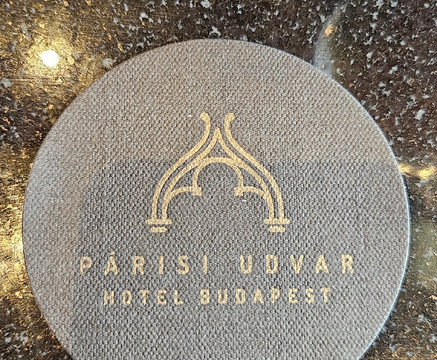 PÁRISI UDVAR
HOTEL BUDAPEST